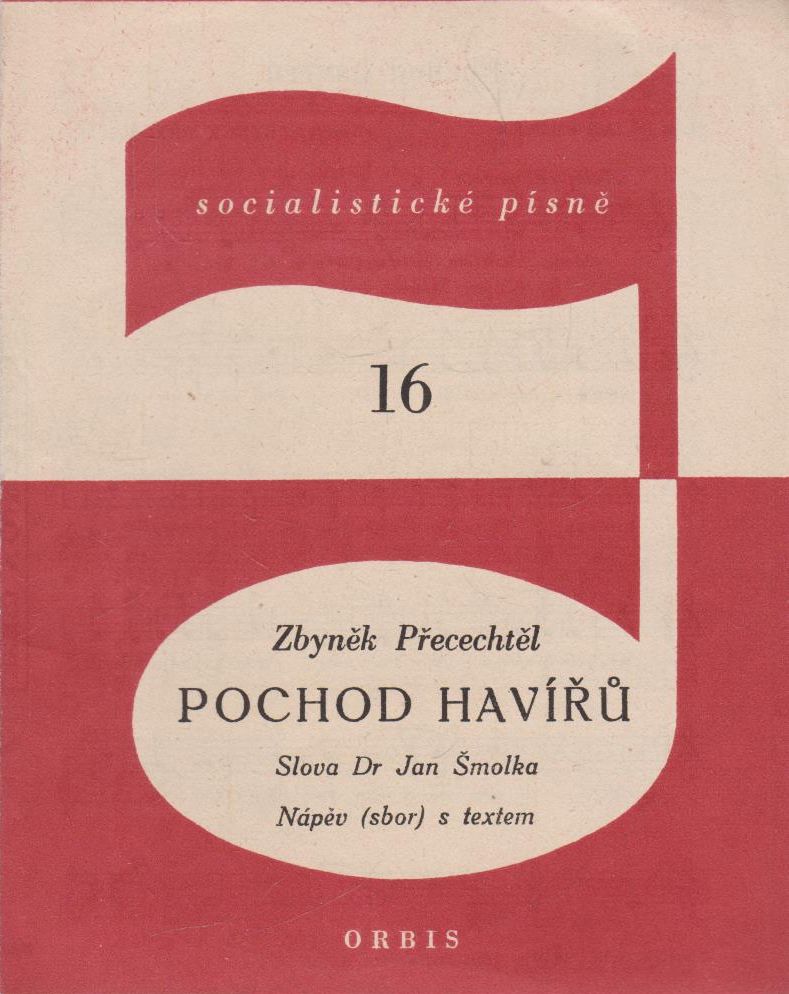 socialistické písně
16
Zbyněk Přecechtěl
POCHOD HAVÍŘŮ
Slova Dr Jan Šmolka
Nápěv (sbor) s textem
ORBIS